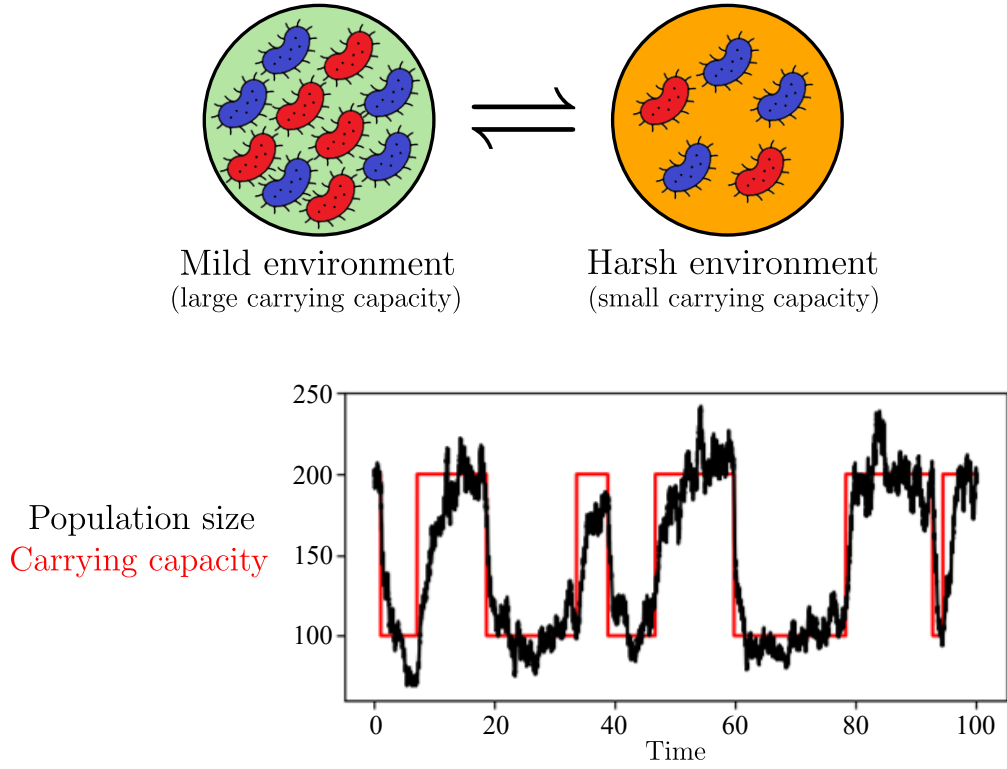 Mild environment
(large carrying capacity)
Harsh environment
(small carrying capacity)
Population size
Carrying capacity
250
200
150
100
0 20 40 60 80 100
Time